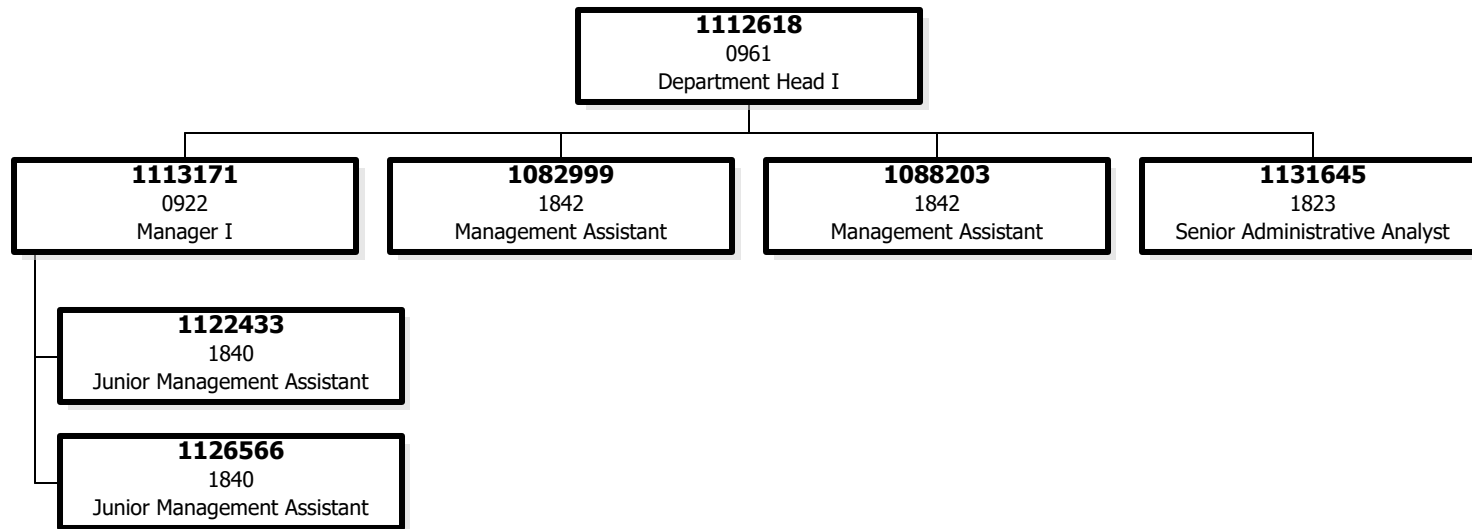 1112618
0961
Department Head I
1113171
0922
Manager I
1082999
1842
Management Assistant
1088203
1842
Management Assistant
1131645
1823
Senior Administrative Analyst
1122433
1840
Junior Management Assistant
1126566
1840
Junior Management Assistant